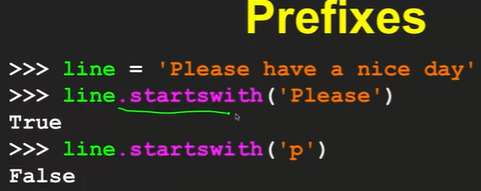 Prefixes
>>> line = 'Please have a nice day'
>>> line.startswith('Please')
True
>>> line.startswith('p')
False